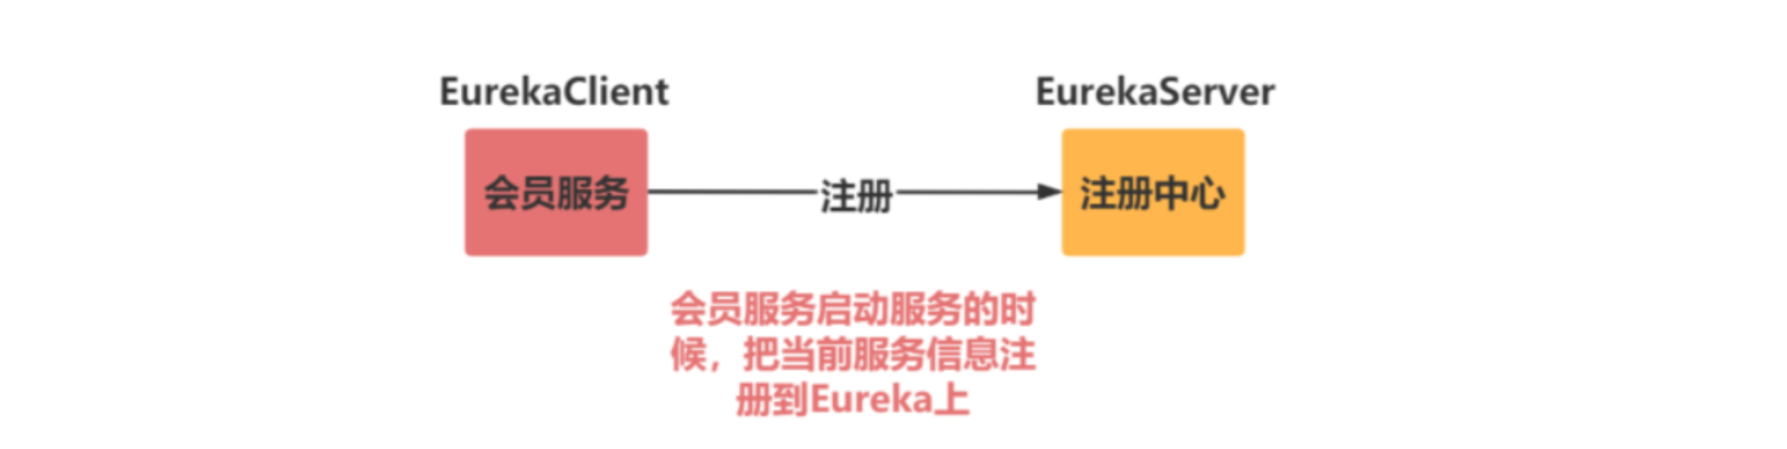 EurekaClient
EurekaServer
会员服务
注册
注册中心
会员服务启动服务的时
候，把当前服务信息注
册到Eureka上